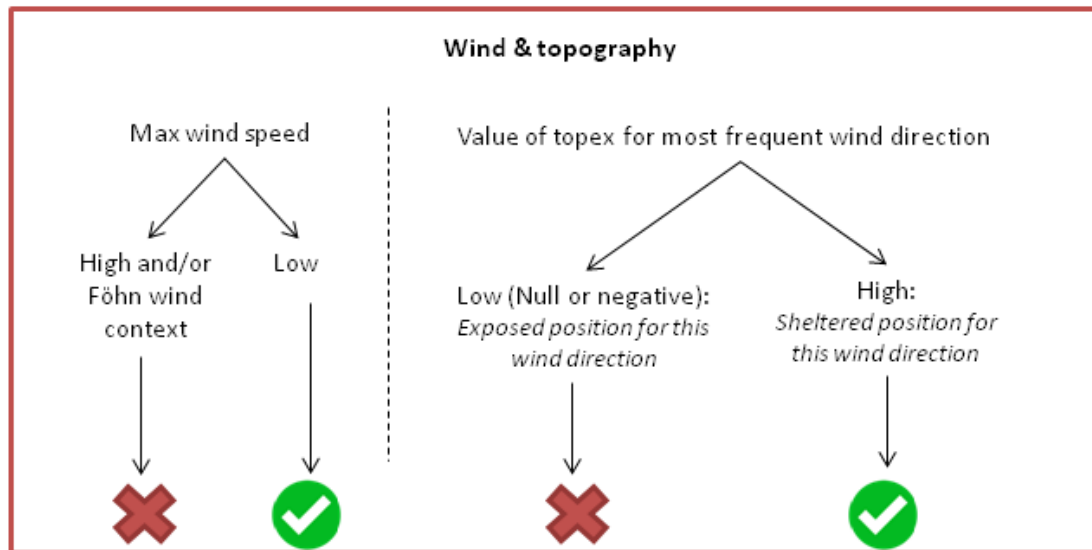 Wind & topography
Max wind speed
High and/or
Föhn wind
context
Low
Value of topex for most frequent wind direction
Low (Null or negative):
Exposed position for this
wind direction
High:
Sheltered position for
this wind direction